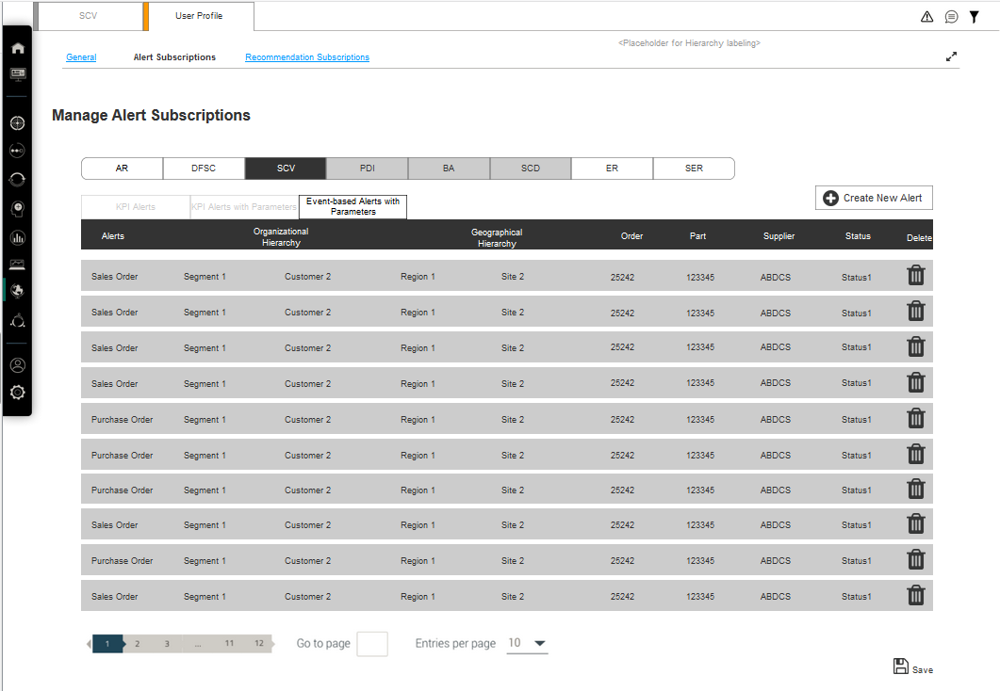 SCV
User Profile
<Placeholder for Hierarchy labeling>
General Alert Subscriptions Recommendation Subscriptions
Manage Alert Subscriptions
AR DFSC SCV PDI BA SCD ER SER
Create New Alert
KPI Alerts
KPI Alerts with Parameters
Event-based Alerts with
Parameters
Alerts Organizational Hierarchy Geographical Hierarchy Order Part Supplier Status Delete
Sales Order Segment 1 Customer 2 Region 1 Site 2 25242 123345 ABDCS Status1
Sales Order Segment 1 Customer 2 Region 1 Site 2 25242 123345 ABDCS Status1
Sales Order Segment 1 Customer 2 Region 1 Site 2 25242 123345 ABDCS Status1
Sales Order Segment 1 Customer 2 Region 1 Site 2 25242 123345 ABDCS Status1
Purchase Order Segment 1 Customer 2 Region 1 Site 2 25242 123345 ABDCS Status1
Purchase Order Segment 1 Customer 2 Region 1 Site 2 25242 123345 ABDCS Status1
Purchase Order Segment 1 Customer 2 Region 1 Site 2 25242 123345 ABDCS Status1
Sales Order Segment 1 Customer 2 Region 1 Site 2 25242 123345 ABDCS Status1
Purchase Order Segment 1 Customer 2 Region 1 Site 2 25242 123345 ABDCS Status1
Sales Order Segment 1 Customer 2 Region 1 Site 2 25242 123345 ABDCS Status1
1 2 3 ... 11 12 Go to page Entries per page 10
Save